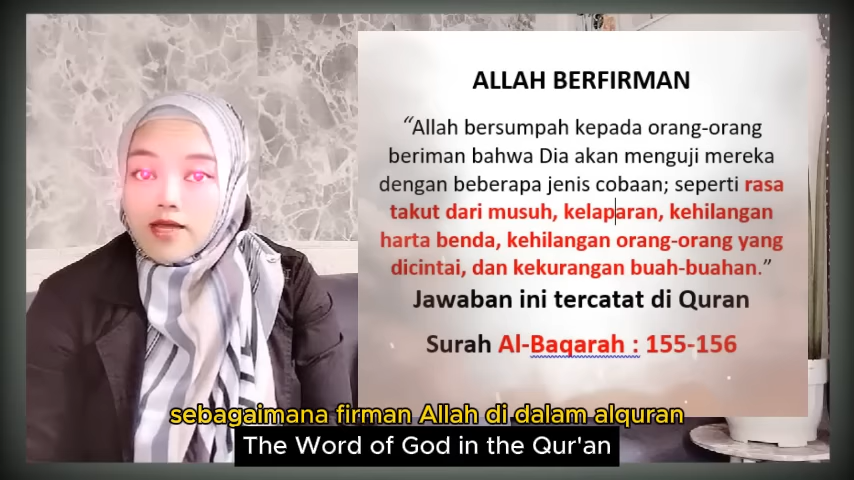 ALLAH BERFIRMAN
“Allah bersumpah kepada orang-orang
beriman bahwa Dia akan menguji mereka
dengan beberapa jenis cobaan; seperti rasa
takut dari musuh, kelaparan, kehilangan
harta benda, kehilangan orang-orang yang
dicintai, dan kekurangan buah-buahan.”
Jawaban ini tercatat di Quran
Surah Al-Baqarah : 155-156
sebagaimana firman Allah di dalam alquran
The Word of God in the Qur'an